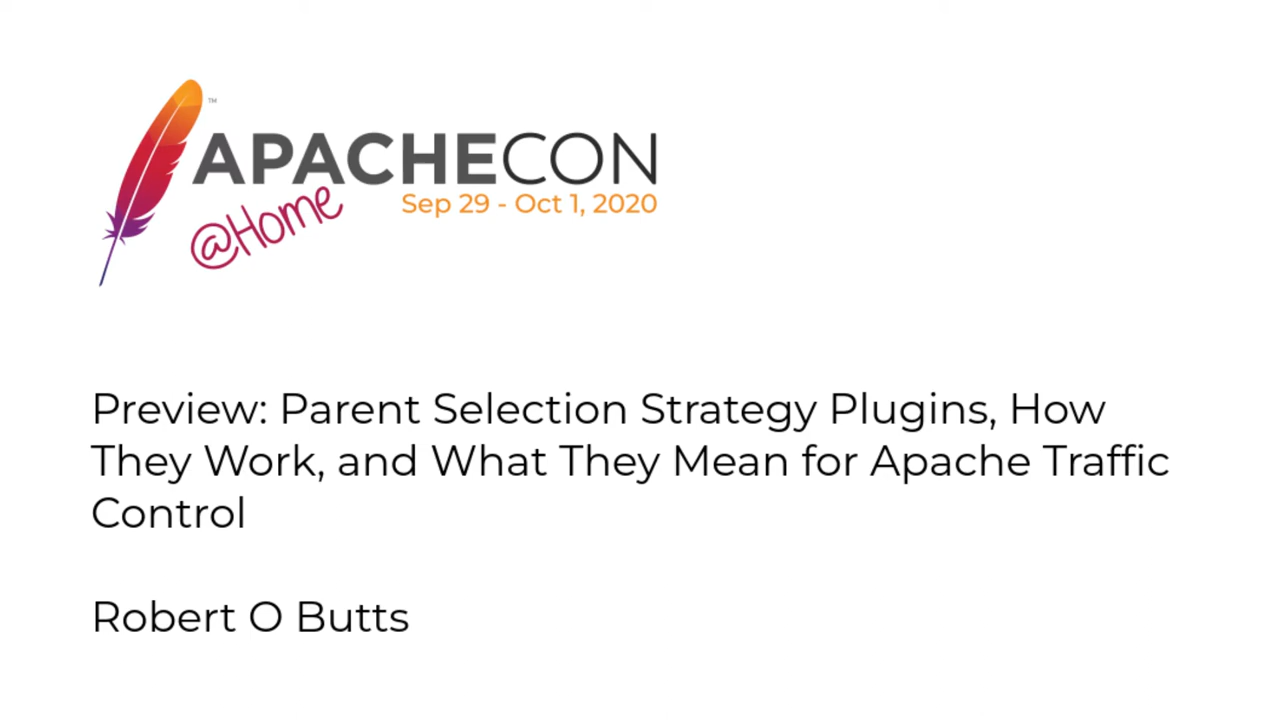 ™
APACHECON
@Home
Sep 29 - Oct 1, 2020
Preview: Parent Selection Strategy Plugins, How
They Work, and What They Mean for Apache Traffic
Control
Robert O Butts